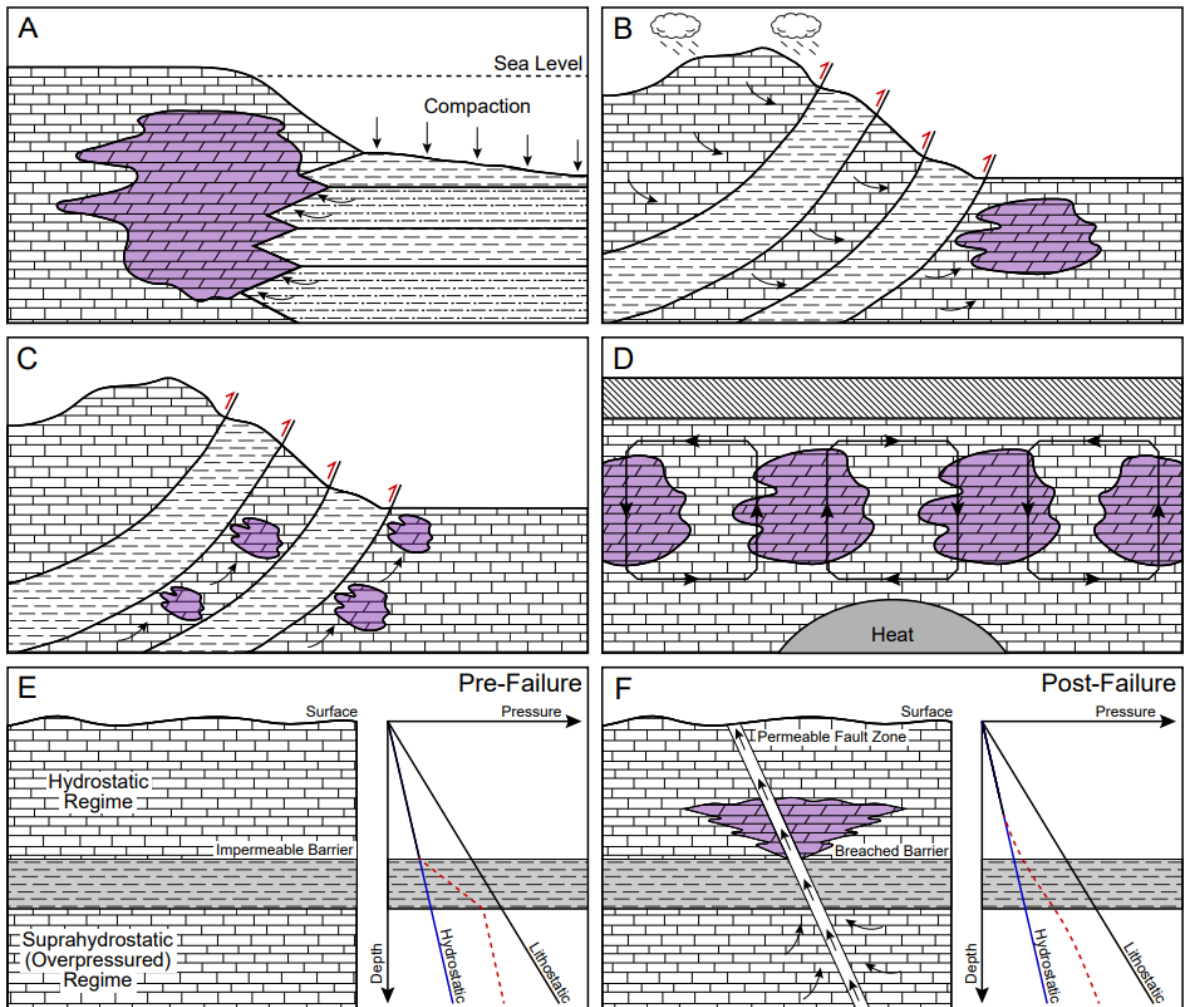 A
Sea Level
Compaction
B
C
D
Heat
E
Pre-Failure
Surface
Pressure
Hydrostatic
Regime
Impermeable Barrier
Suprahydrostatic
(Overpressured)
Regime
Depth
Hydrostatic
Lithostatic
F
Post-Failure
Surface
Pressure
Permeable Fault Zone
Breached Barrier
Depth
Hydrostatic
Lithostatic